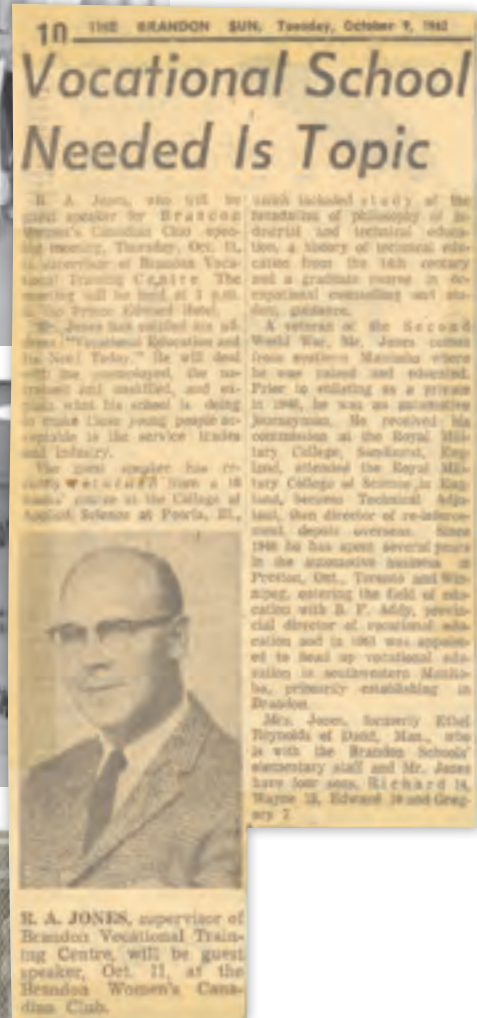 10 THE BRANDON SUN, Tuesday, October 9, 1962
Vocational School
Needed Is Topic
R. A. Jones, who will be
guest speaker for Brandon
Women's Canadian Club open-
ing meeting, Thursday, Oct. 11,
is supervisor of Brandon Voca-
tional Training Centre. The
meeting will be held at 3 p.m.
Prince Edward Hotel.
Mr. Jones has entitled his ad-
dress "Vocational Education and
Its Need Today." He will deal
with the unemployed, the un-
trained and unskilled, and ex-
plain what his school is doing
to make these young people ac-
ceptable in the service trades
and industry.
The guest speaker has re-
cently returned from a
course at the College of
Applied Science at Peoria, Ill.,
R. A. JONES, supervisor of
Brandon Vocational Train-
ing Centre, will be guest
speaker, Oct. 11, at the
Brandon Women's Cana-
dian Club.
which included study of the
foundation of philosophy of in-
dustrial and technical educa-
tion, a history of technical edu-
cation from the 16th century
and a graduate course in oc-
cupational counselling and stu-
dent guidance.
A veteran of the Second
World War, Mr. Jones comes
from southern Manitoba where
he was raised and educated.
Prior to enlisting as a private
in 1940, he was an automotive
journeyman. He received his
commission at the Royal Mili-
tary College, Sandhurst, Eng-
land, attended the Royal Mili-
tary College of Science in Eng-
land, became Technical Adju-
tant, then director of re-inforce-
ment depots overseas. Since
1946 he has spent several years
in the automotive business in
Preston, Ont., Toronto and Win-
nipeg, entering the field of edu-
cation with B. F. Addy, provin-
cial director of vocational edu-
cation and in 1961 was appoint-
ed to head up vocational edu-
cation in southwestern Manito-
ba, primarily establishing in
Brandon.
Mrs. Jones, formerly Ethel
Reynolds of Dand, Man., who
is with the Brandon Schools'
elementary staff and Mr. Jones
have four sons, Richard 14,
Wayne 13, Edward 10 and Greg-
ory 7.